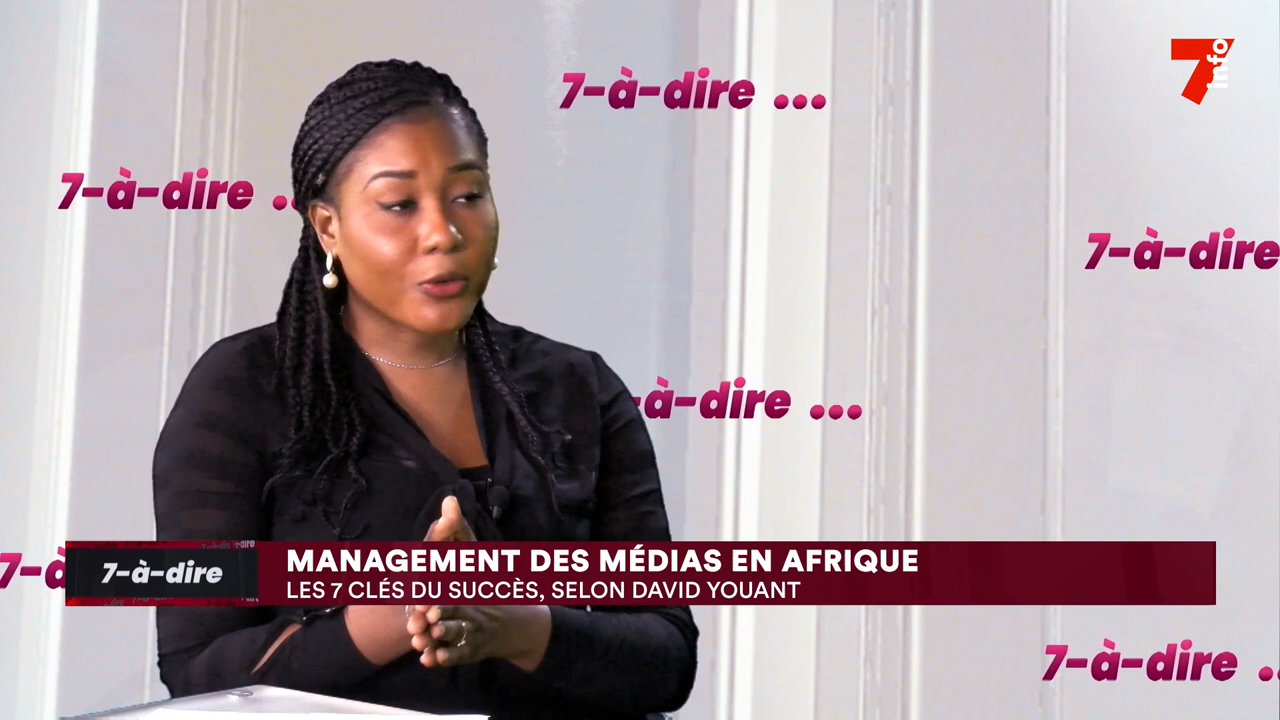 7 info
7-à-dire ...
7-à-dire ..
7-à-dire
-à-dire ...
7-à
7-à-dire
MANAGEMENT DES MÉDIAS EN AFRIQUE
LES 7 CLÉS DU SUCCÈS, SELON DAVID YOUANT
7-à-dire ..